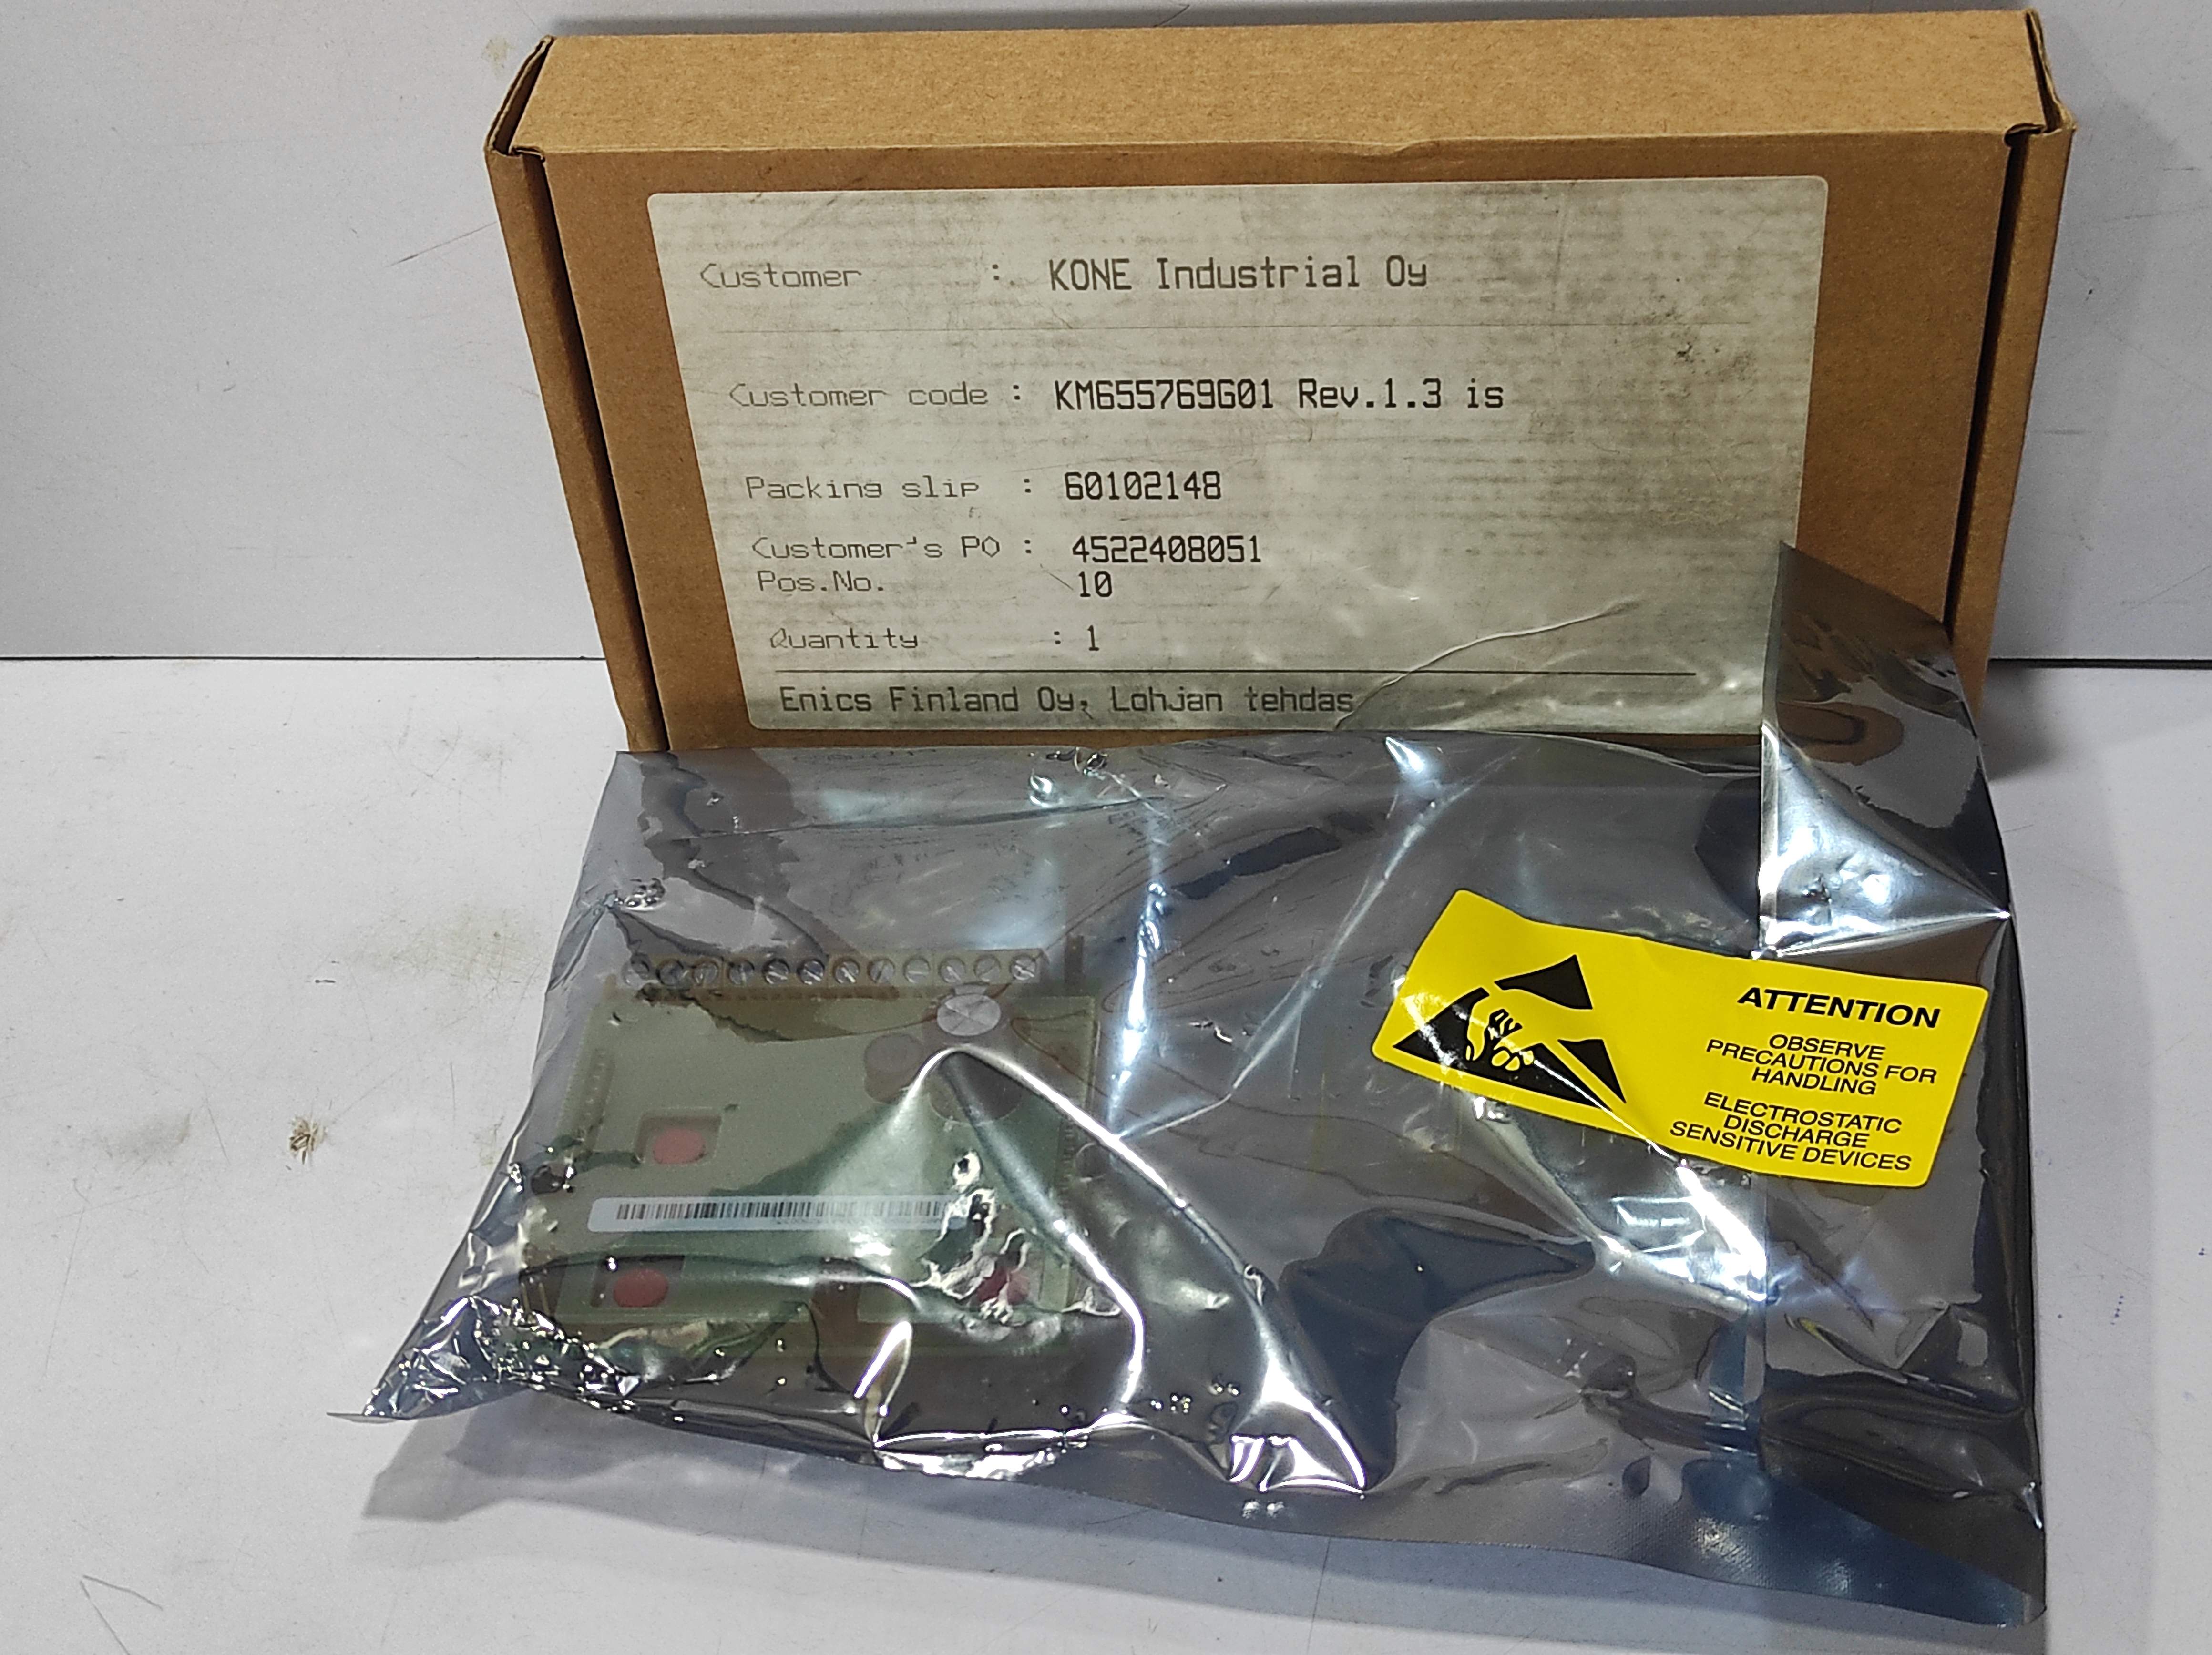 Customer : KONE Industrial Oy
Customer code : KM655769G01 Rev.1.3 is
Packing slip : 60102148
Customer's PO : 4522408051
Pos.No. 10
Quantity : 1
Enics Finland Oy, Lohjan tehdas
ATTENTION
OBSERVE
PRECAUTIONS FOR
HANDLING
ELECTROSTATIC
DISCHARGE
SENSITIVE DEVICES